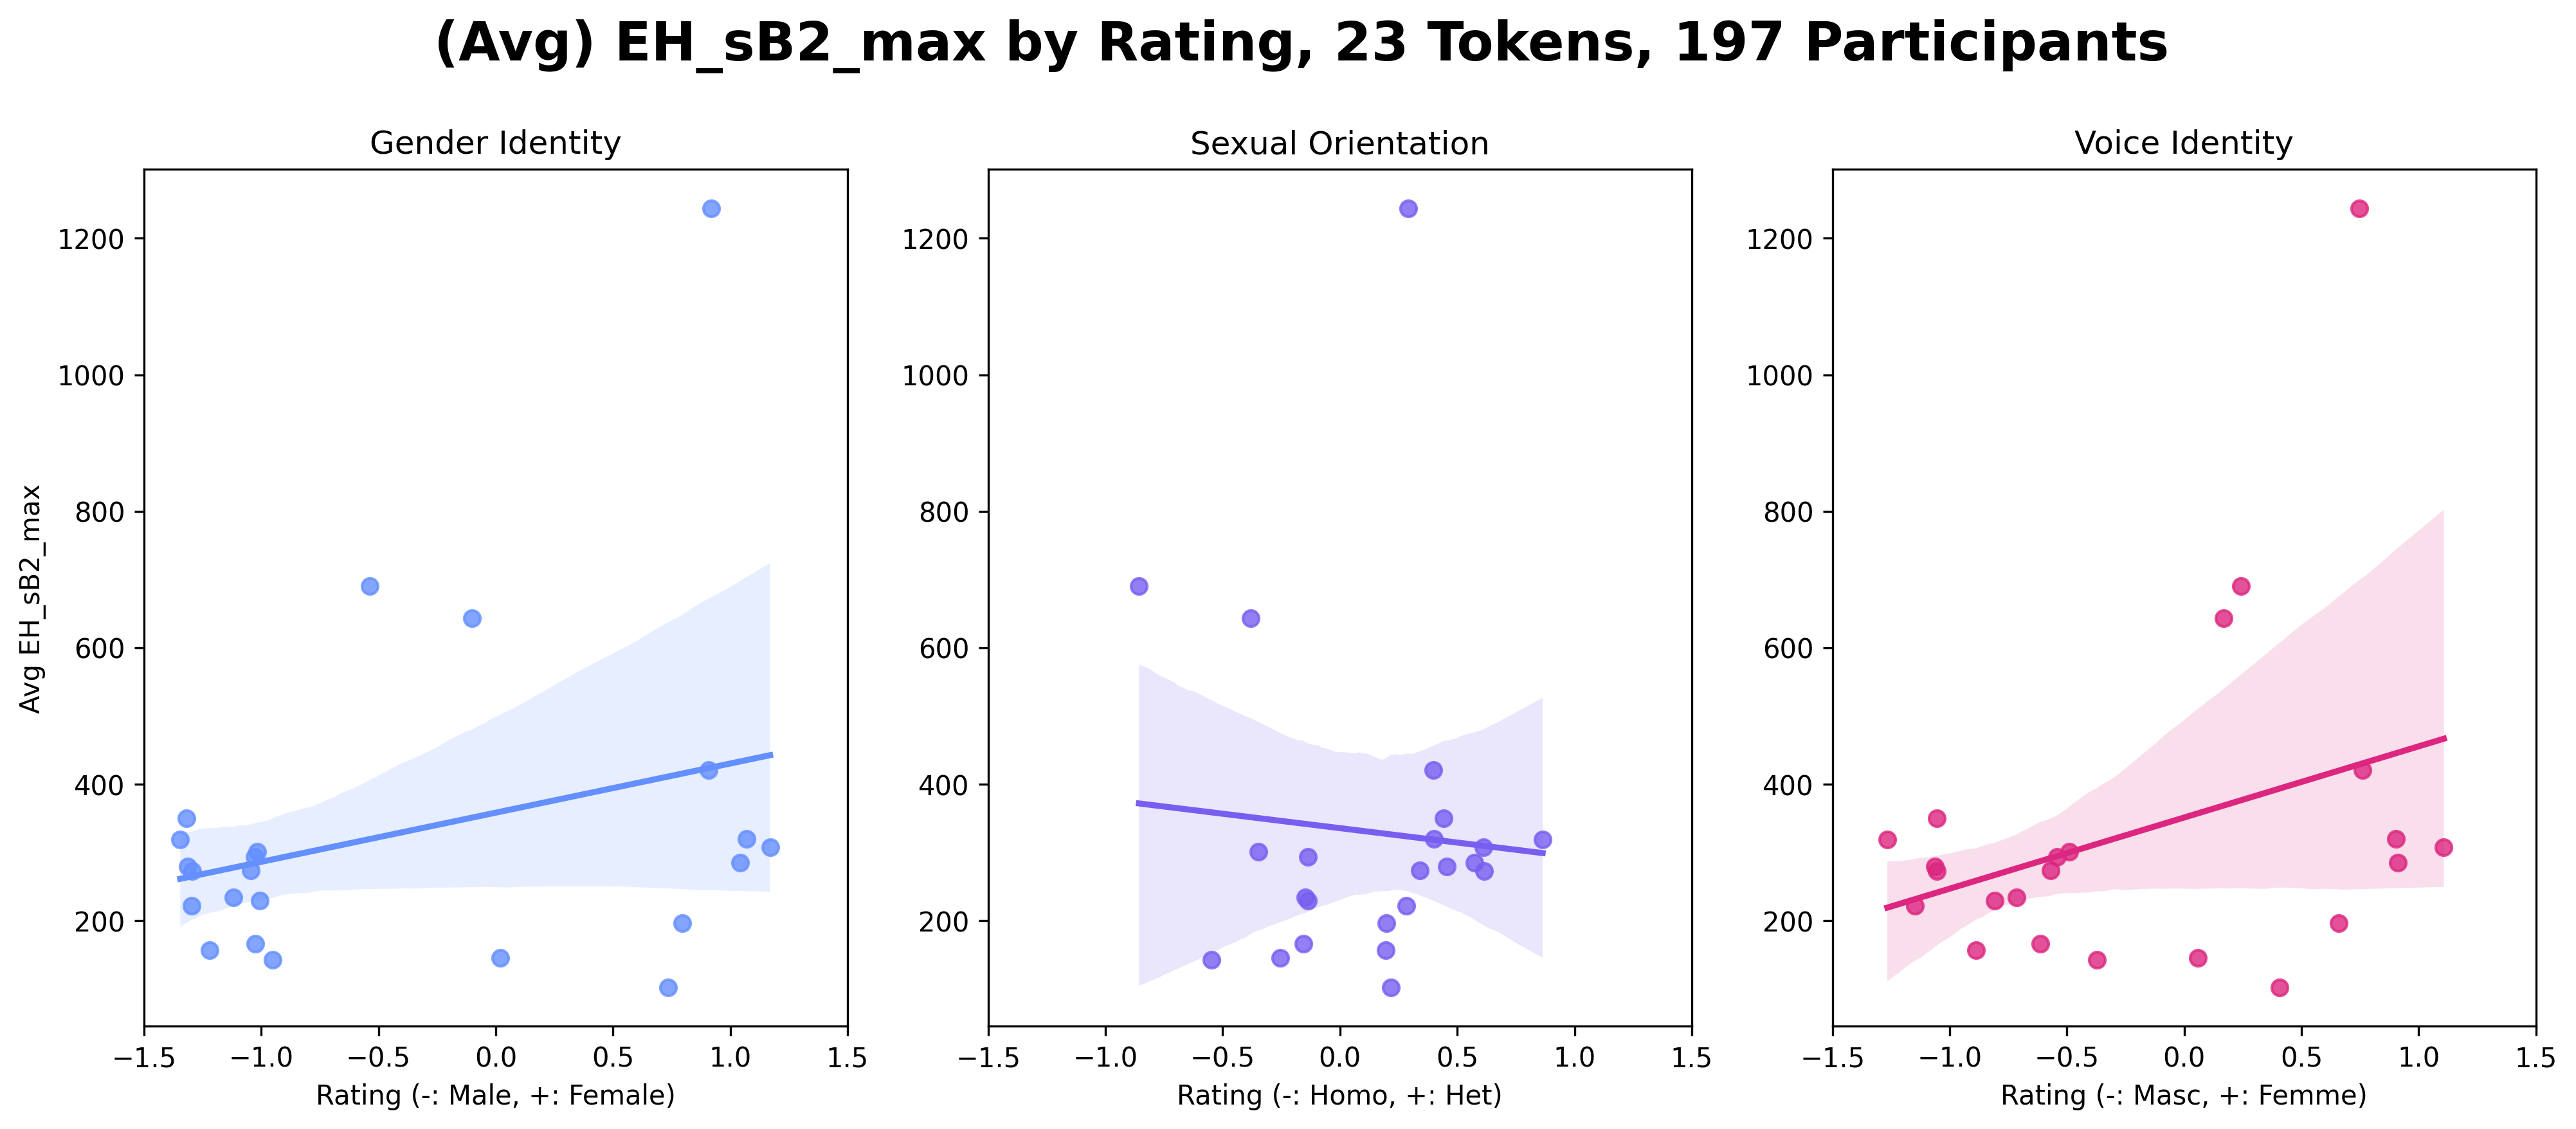 (Avg) EH_sB2_max by Rating, 23 Tokens, 197 Participants
Gender Identity
Sexual Orientation
Voice Identity
Avg EH_sB2_max
1200
1000
800
600
400
200
−1.5 −1.0 −0.5 0.0 0.5 1.0 1.5
Rating (-: Male, +: Female)
1200
1000
800
600
400
200
−1.5 −1.0 −0.5 0.0 0.5 1.0 1.5
Rating (-: Homo, +: Het)
1200
1000
800
600
400
200
−1.5 −1.0 −0.5 0.0 0.5 1.0 1.5
Rating (-: Masc, +: Femme)